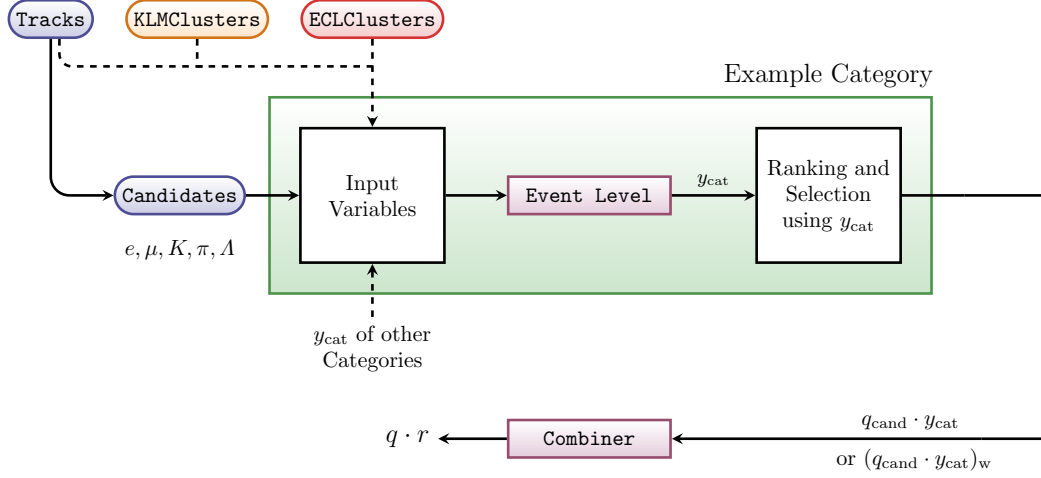 Tracks
KLMClusters
ECLClusters
Example Category
Candidates
e, μ, K, π, Λ
Input
Variables
Event Level
y_cat
Ranking and
Selection
using y_cat
y_cat of other
Categories
q · r
Combiner
q_cand · y_cat
or (q_cand · y_cat)_w